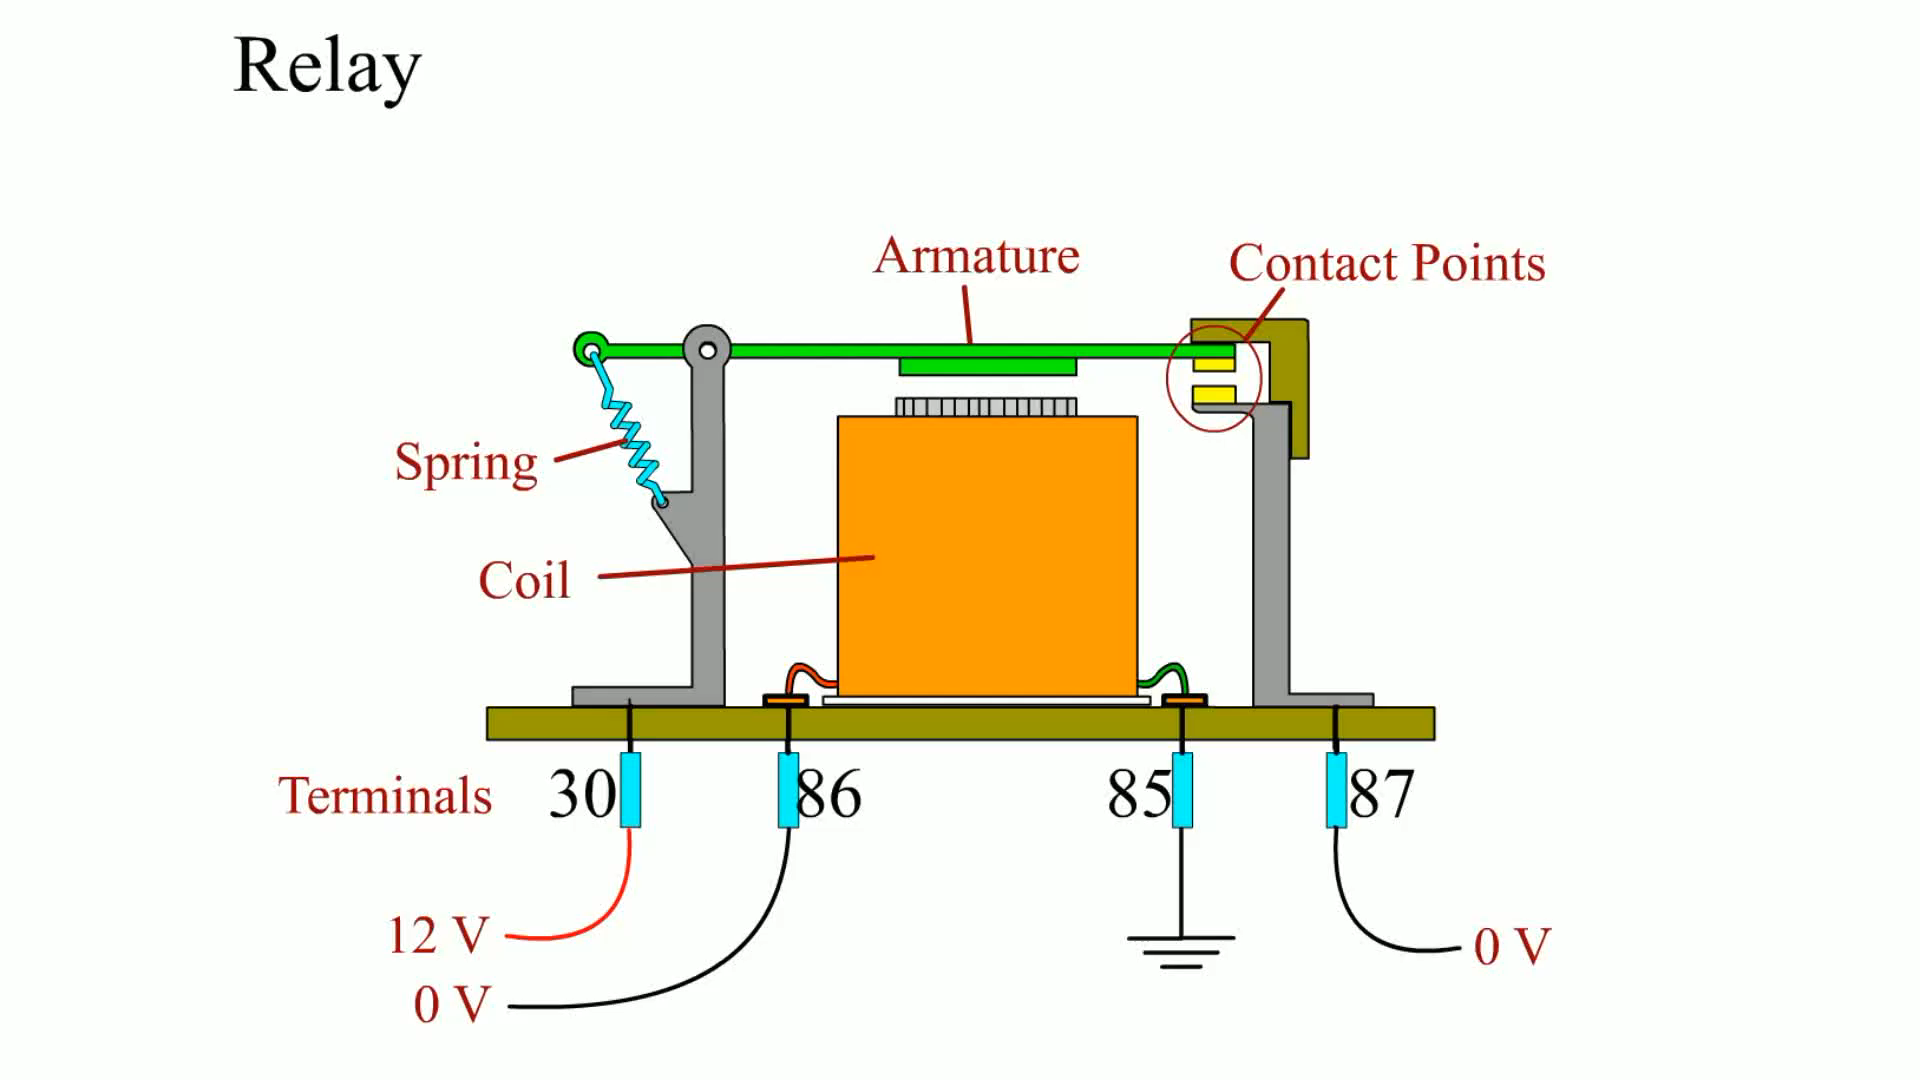 Relay
Armature
Contact Points
Spring
Coil
Terminals 30 86 85 87
12 V
0 V
0 V